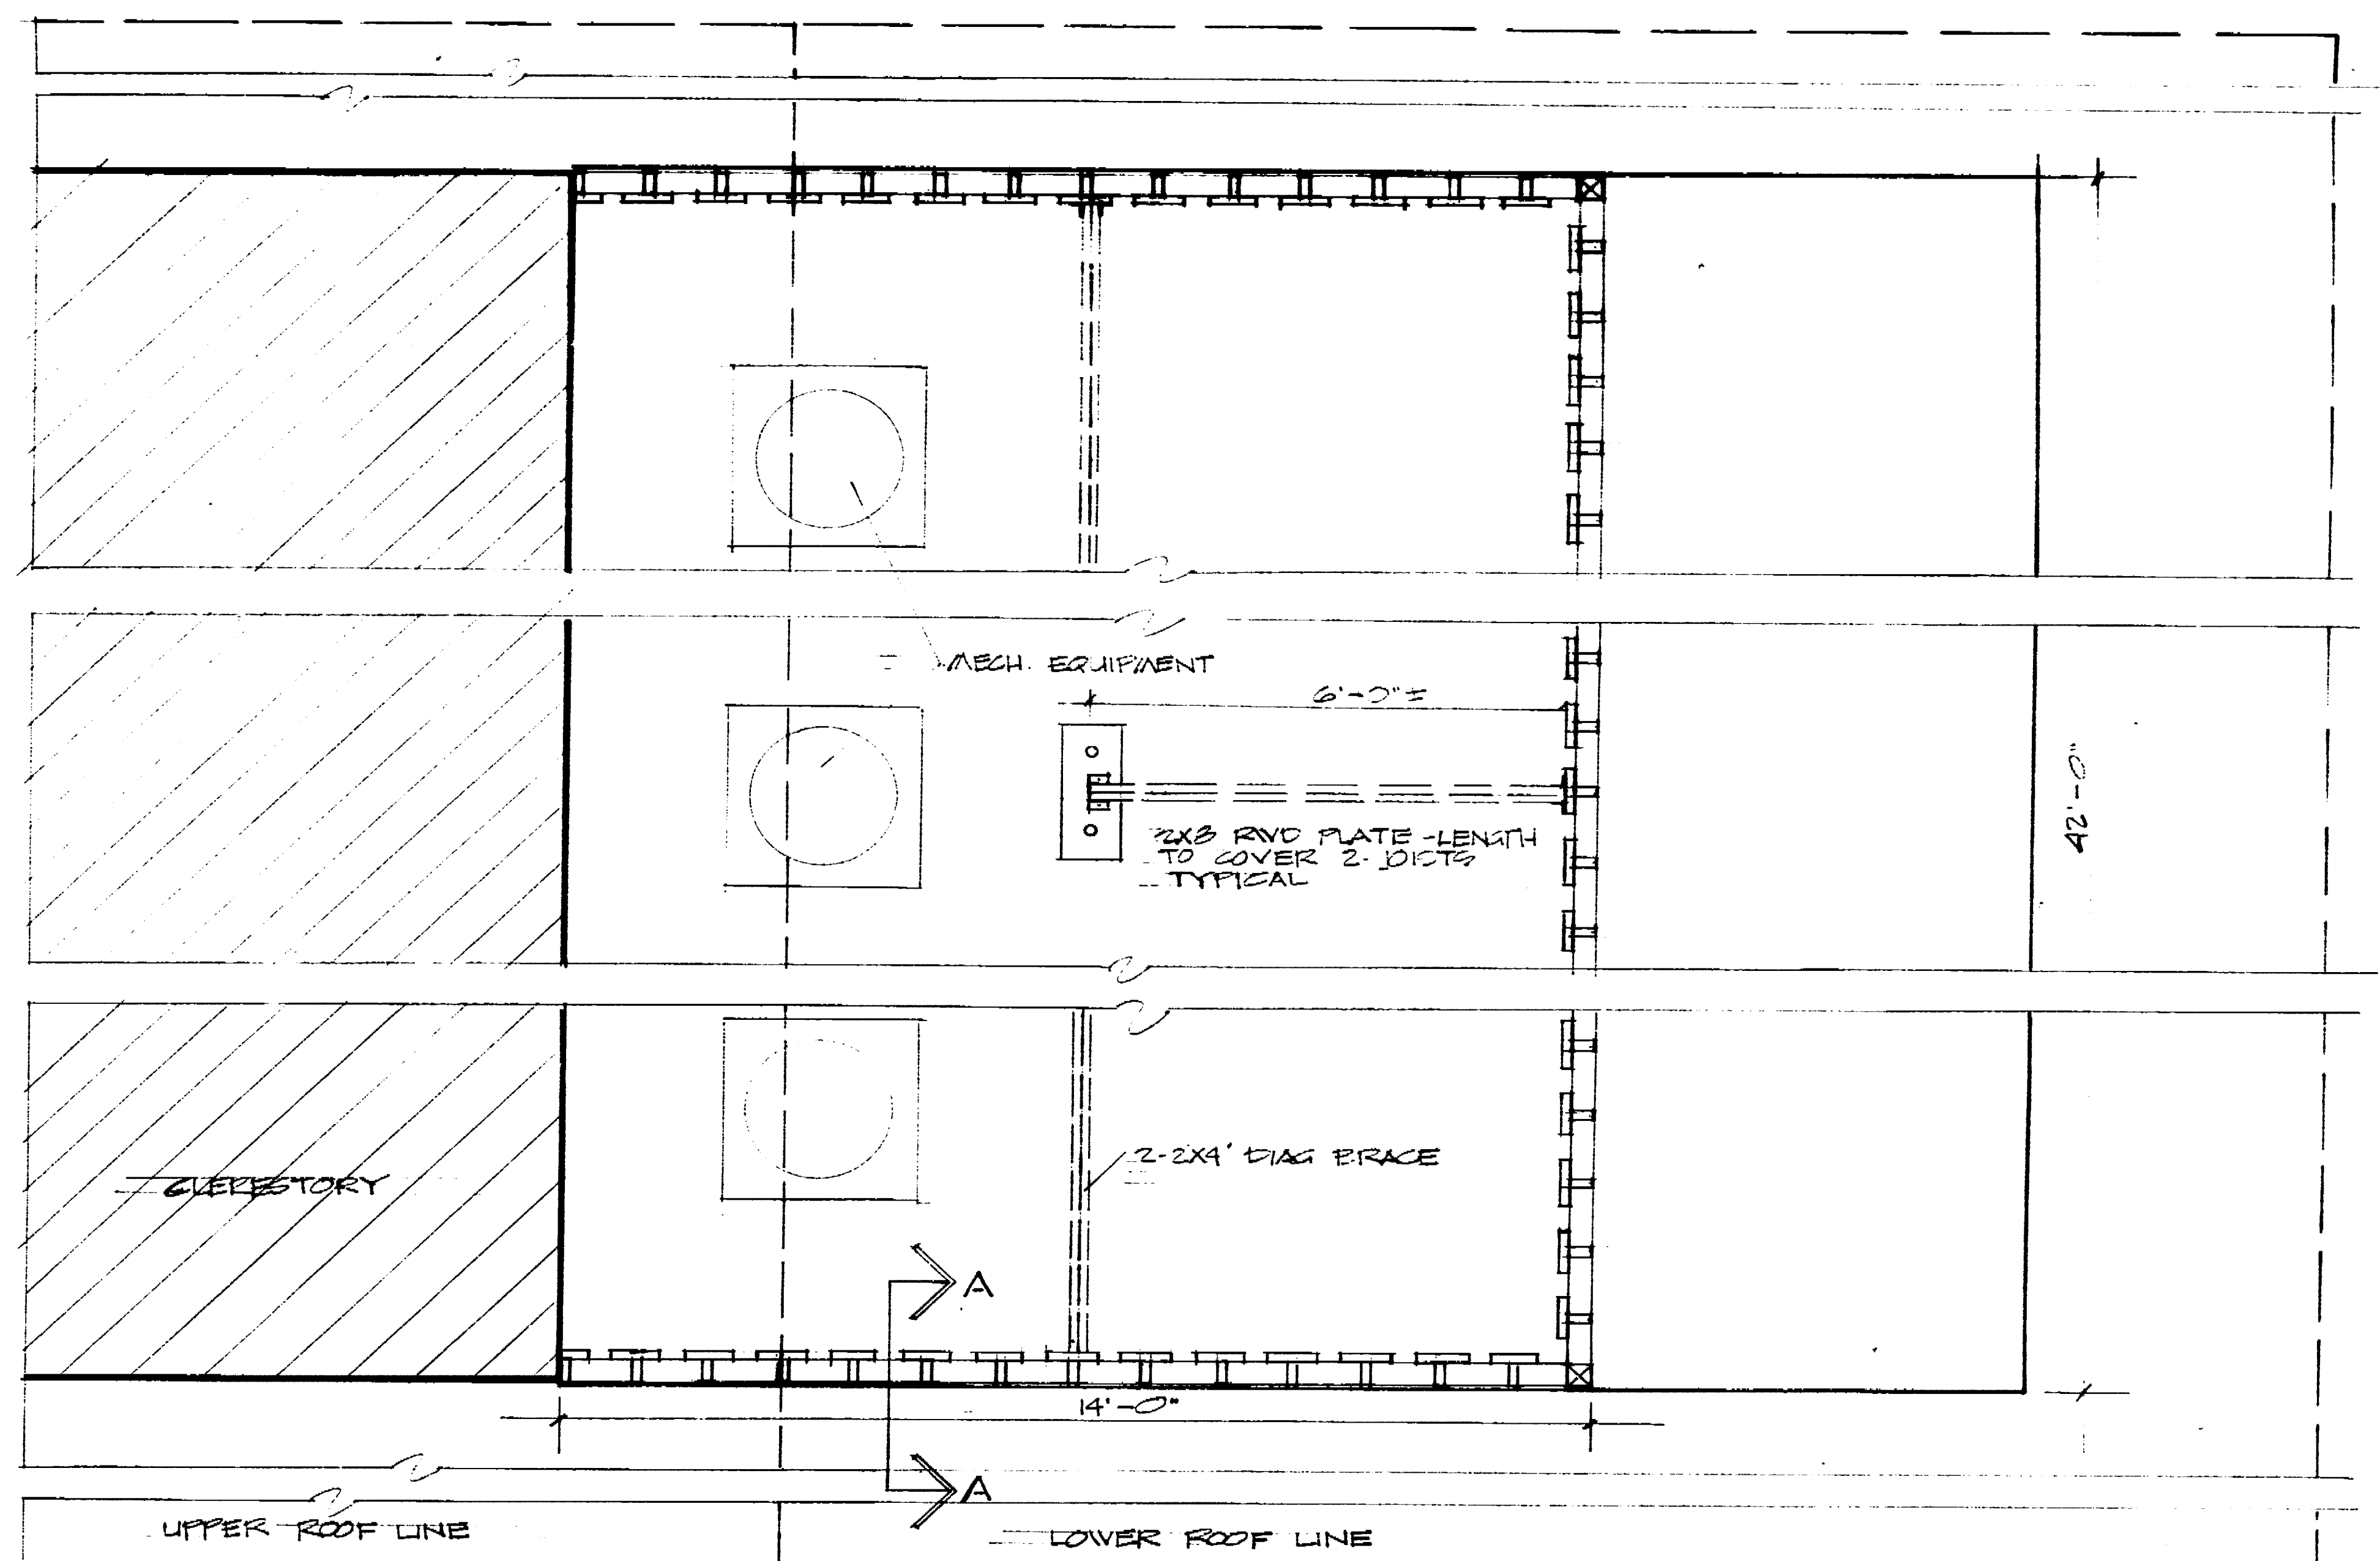 MECH. EQUIPMENT
6'-0" ±
2X8 RWD PLATE -LENGTH
TO COVER 2- JOISTS
TYPICAL
42'-0"
2-2X4' DIAG BRACE
CLERESTORY
A
14'-0"
A
UPPER ROOF LINE
LOWER ROOF LINE